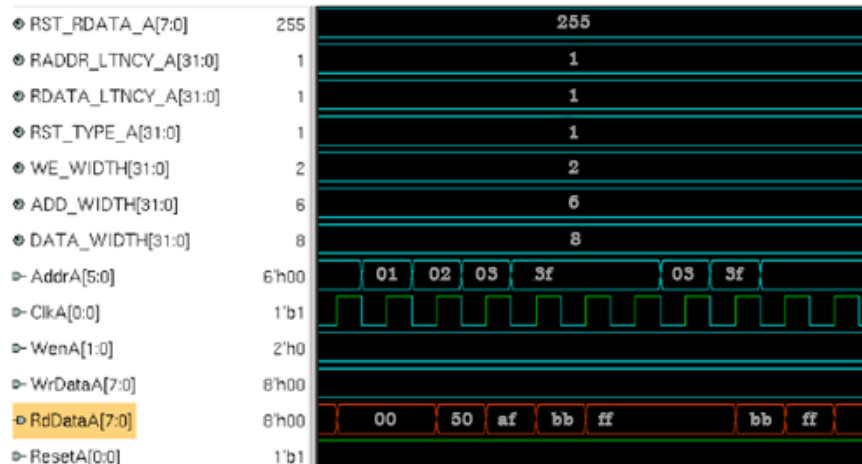 RST_RDATA_A[7:0] 255 255
RADDR_LTNCY_A[31:0] 1 1
RDATA_LTNCY_A[31:0] 1 1
RST_TYPE_A[31:0] 1 1
WE_WIDTH[31:0] 2 2
ADD_WIDTH[31:0] 6 6
DATA_WIDTH[31:0] 8 8
AddrA[5:0] 6'h00 01 02 03 3f 03 3f
ClkA[0:0] 1'b1
WenA[1:0] 2'h0
WrDataA[7:0] 8'h00
RdDataA[7:0] 8'h00 00 50 af bb ff bb ff
ResetA[0:0] 1'b1